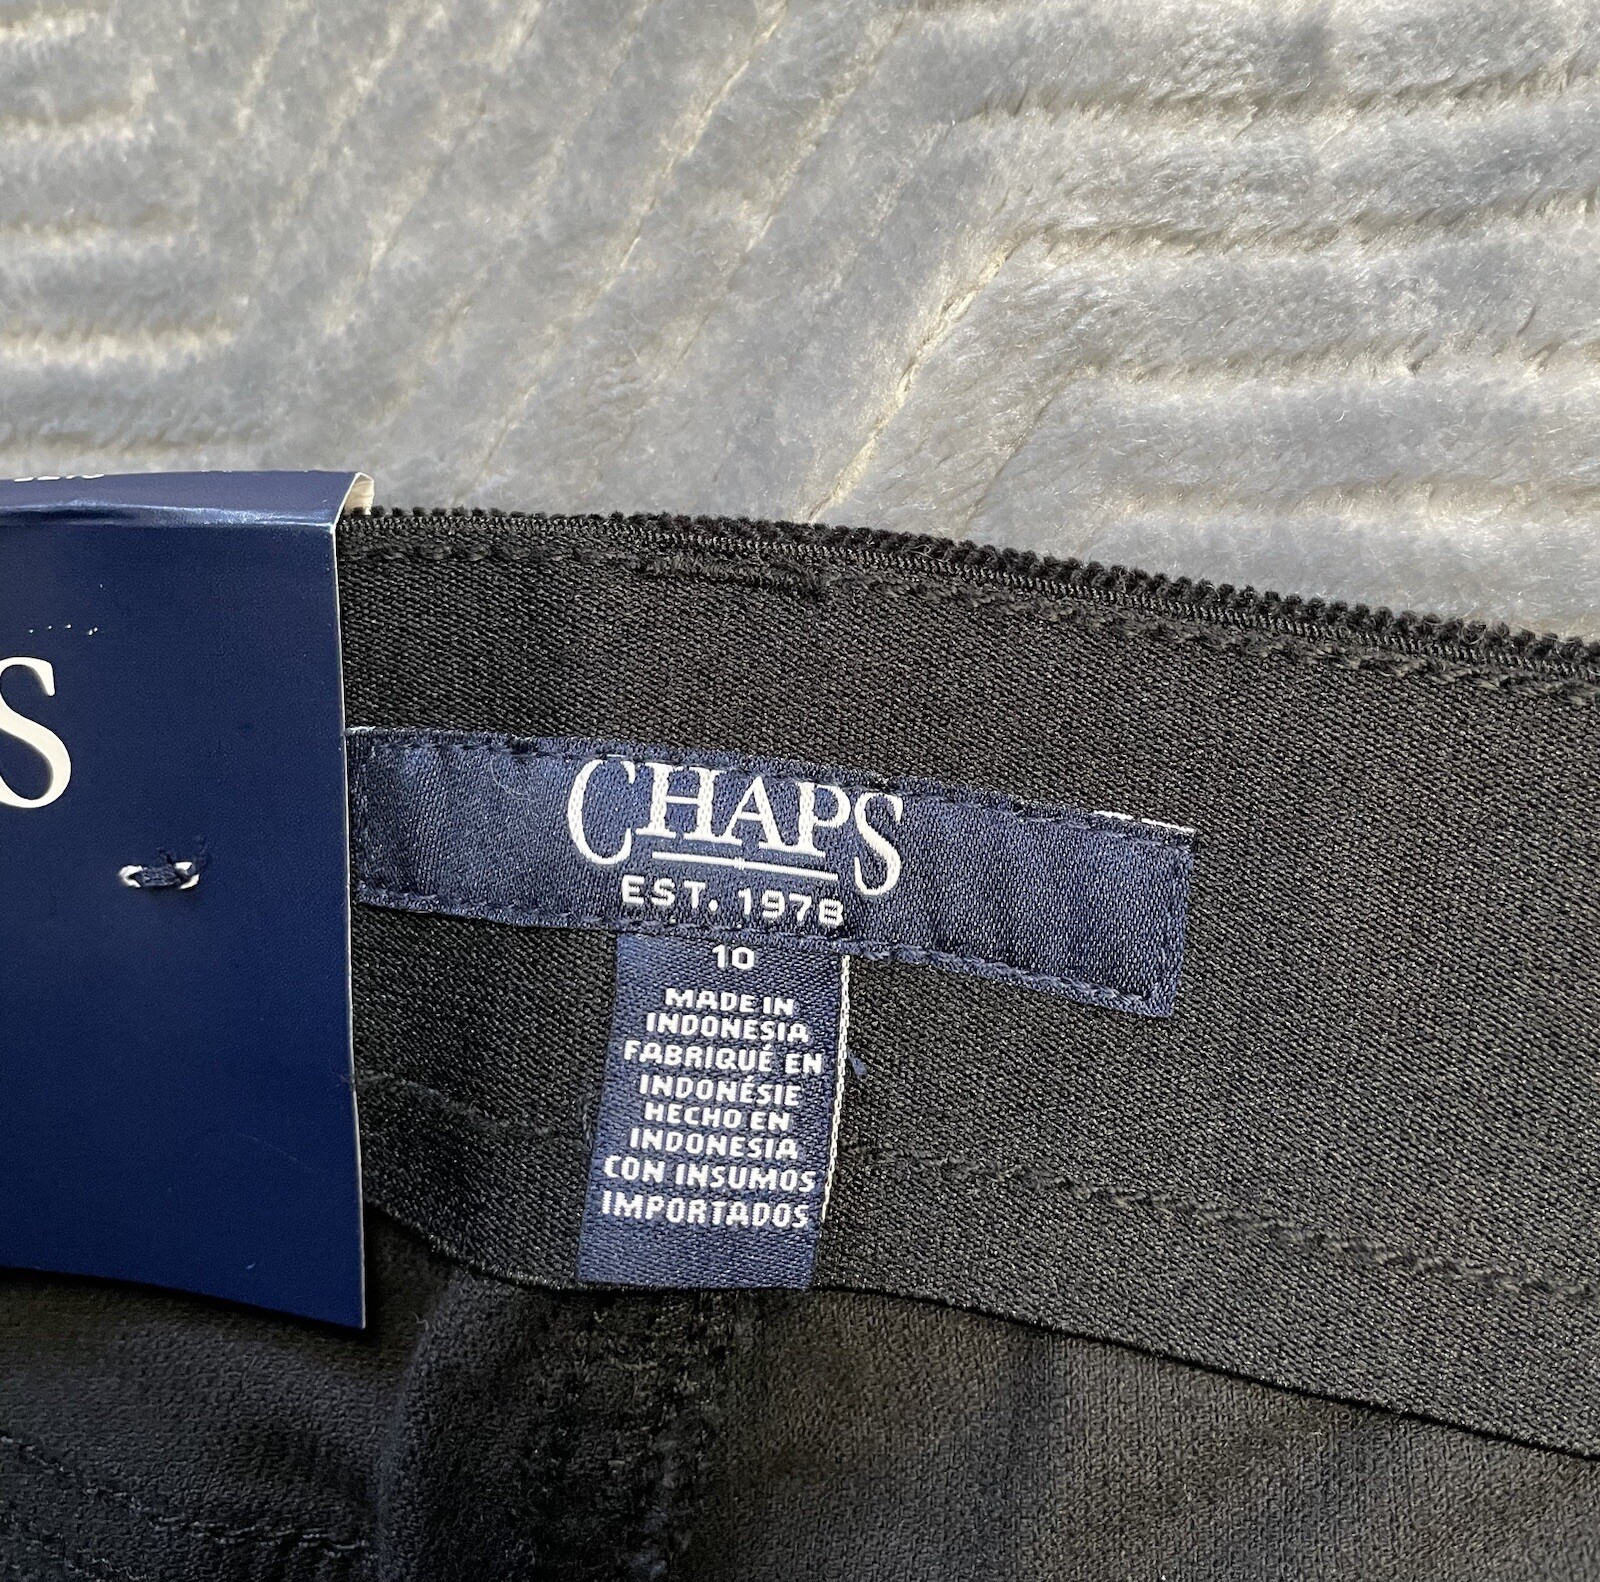 S
CHAPS
EST. 1978
10
MADE IN
INDONESIA
FABRIQUÉ EN
INDONÉSIE
HECHO EN
INDONESIA
CON INSUMOS
IMPORTADOS